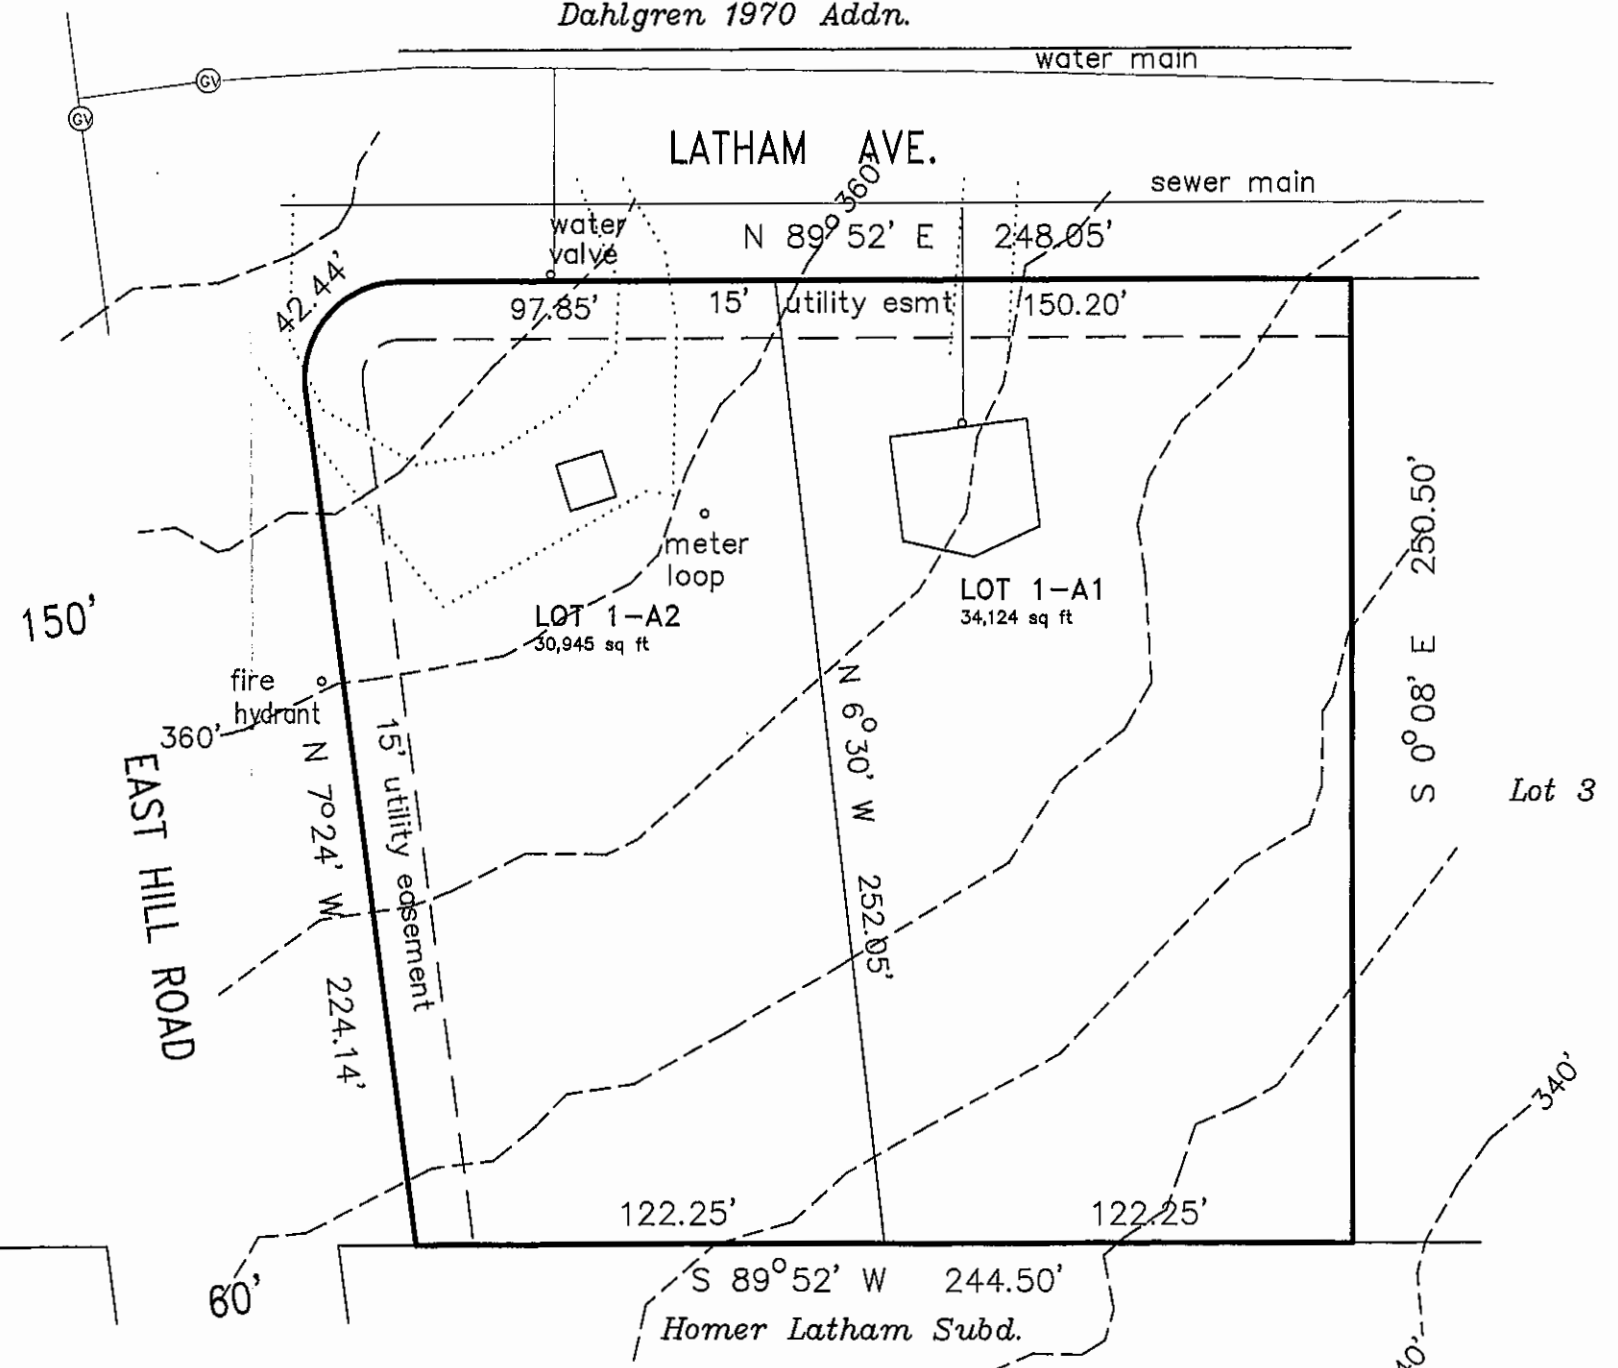 Dahlgren 1970 Addn.
water main
GV
GV
LATHAM AVE.
360'
sewer main
water
valve
N 89° 52' E 248.05'
42.44'
97.85'
15' utility esmt
150.20'
250.50'
S 0° 08' E
meter
loop
LOT 1-A2
30,945 sq ft
LOT 1-A1
34,124 sq ft
150'
fire
hydrant
360'
N 6° 30' W 252.05'
N 7° 24' W 224.14'
15' utility easement
EAST HILL ROAD
Lot 3
340'
122.25'
122.25'
60'
S 89° 52' W 244.50'
Homer Latham Subd.